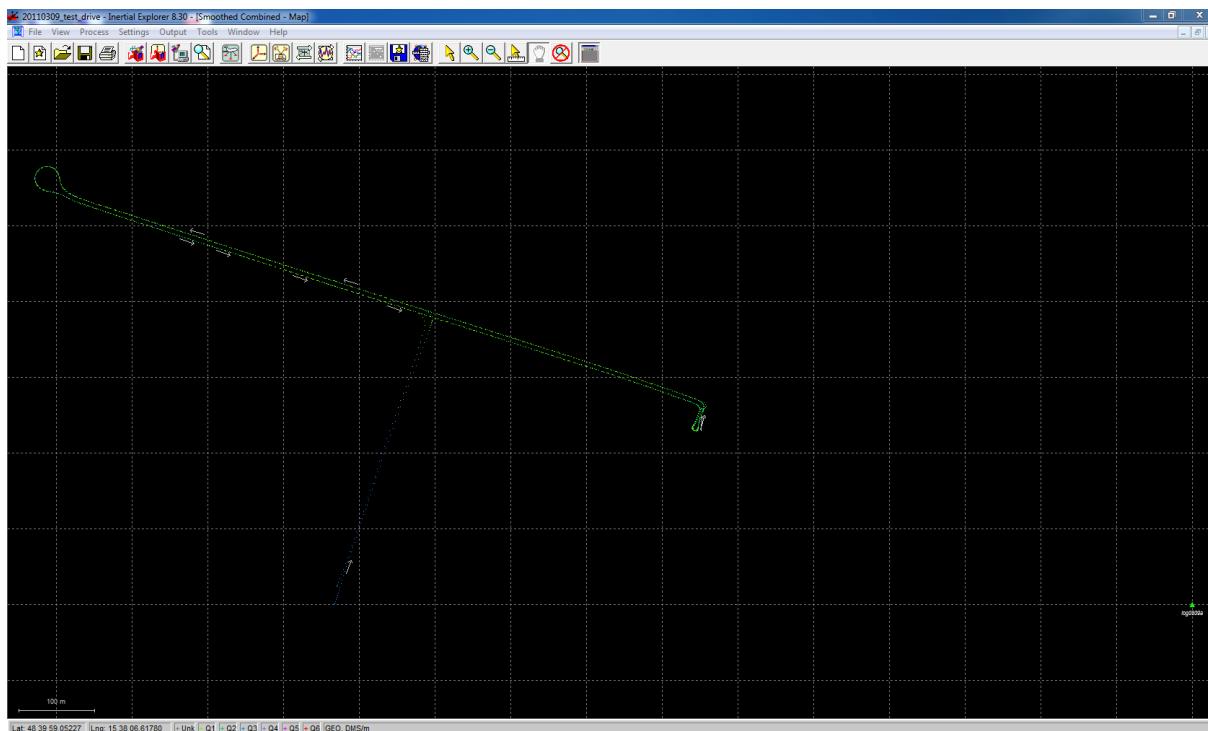 20110309_test_drive - Inertial Explorer 8.30 - [Smoothed Combined - Map]
File View Process Settings Output Tools Window Help
log0809a
100 m
Lat: 48 39 59.05227 Lng: 15 38 06.61780 + Unk + Q1 + Q2 + Q3 + Q4 + Q5 + Q6 GEO, DMS/m